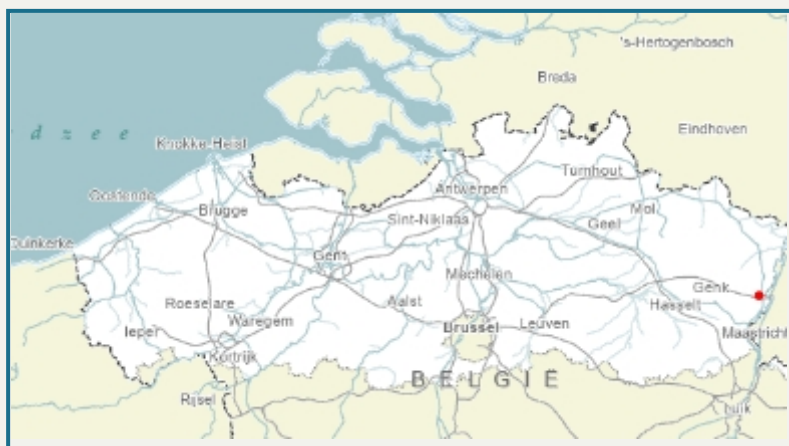 's-Hertogenbosch
Breda
d z e e
Eindhoven
Knokke-Heist
Turnhout
Antwerpen
Oostende
Mol
Brugge
Sint-Niklaas
Geel
Duinkerke
Gent
Mechelen
Genk
Roeselare
Aalst
Hasselt
Waregem
Brussel
Leuven
Ieper
Maastricht
Kortrijk
BELGIË
Rijsel
Luik